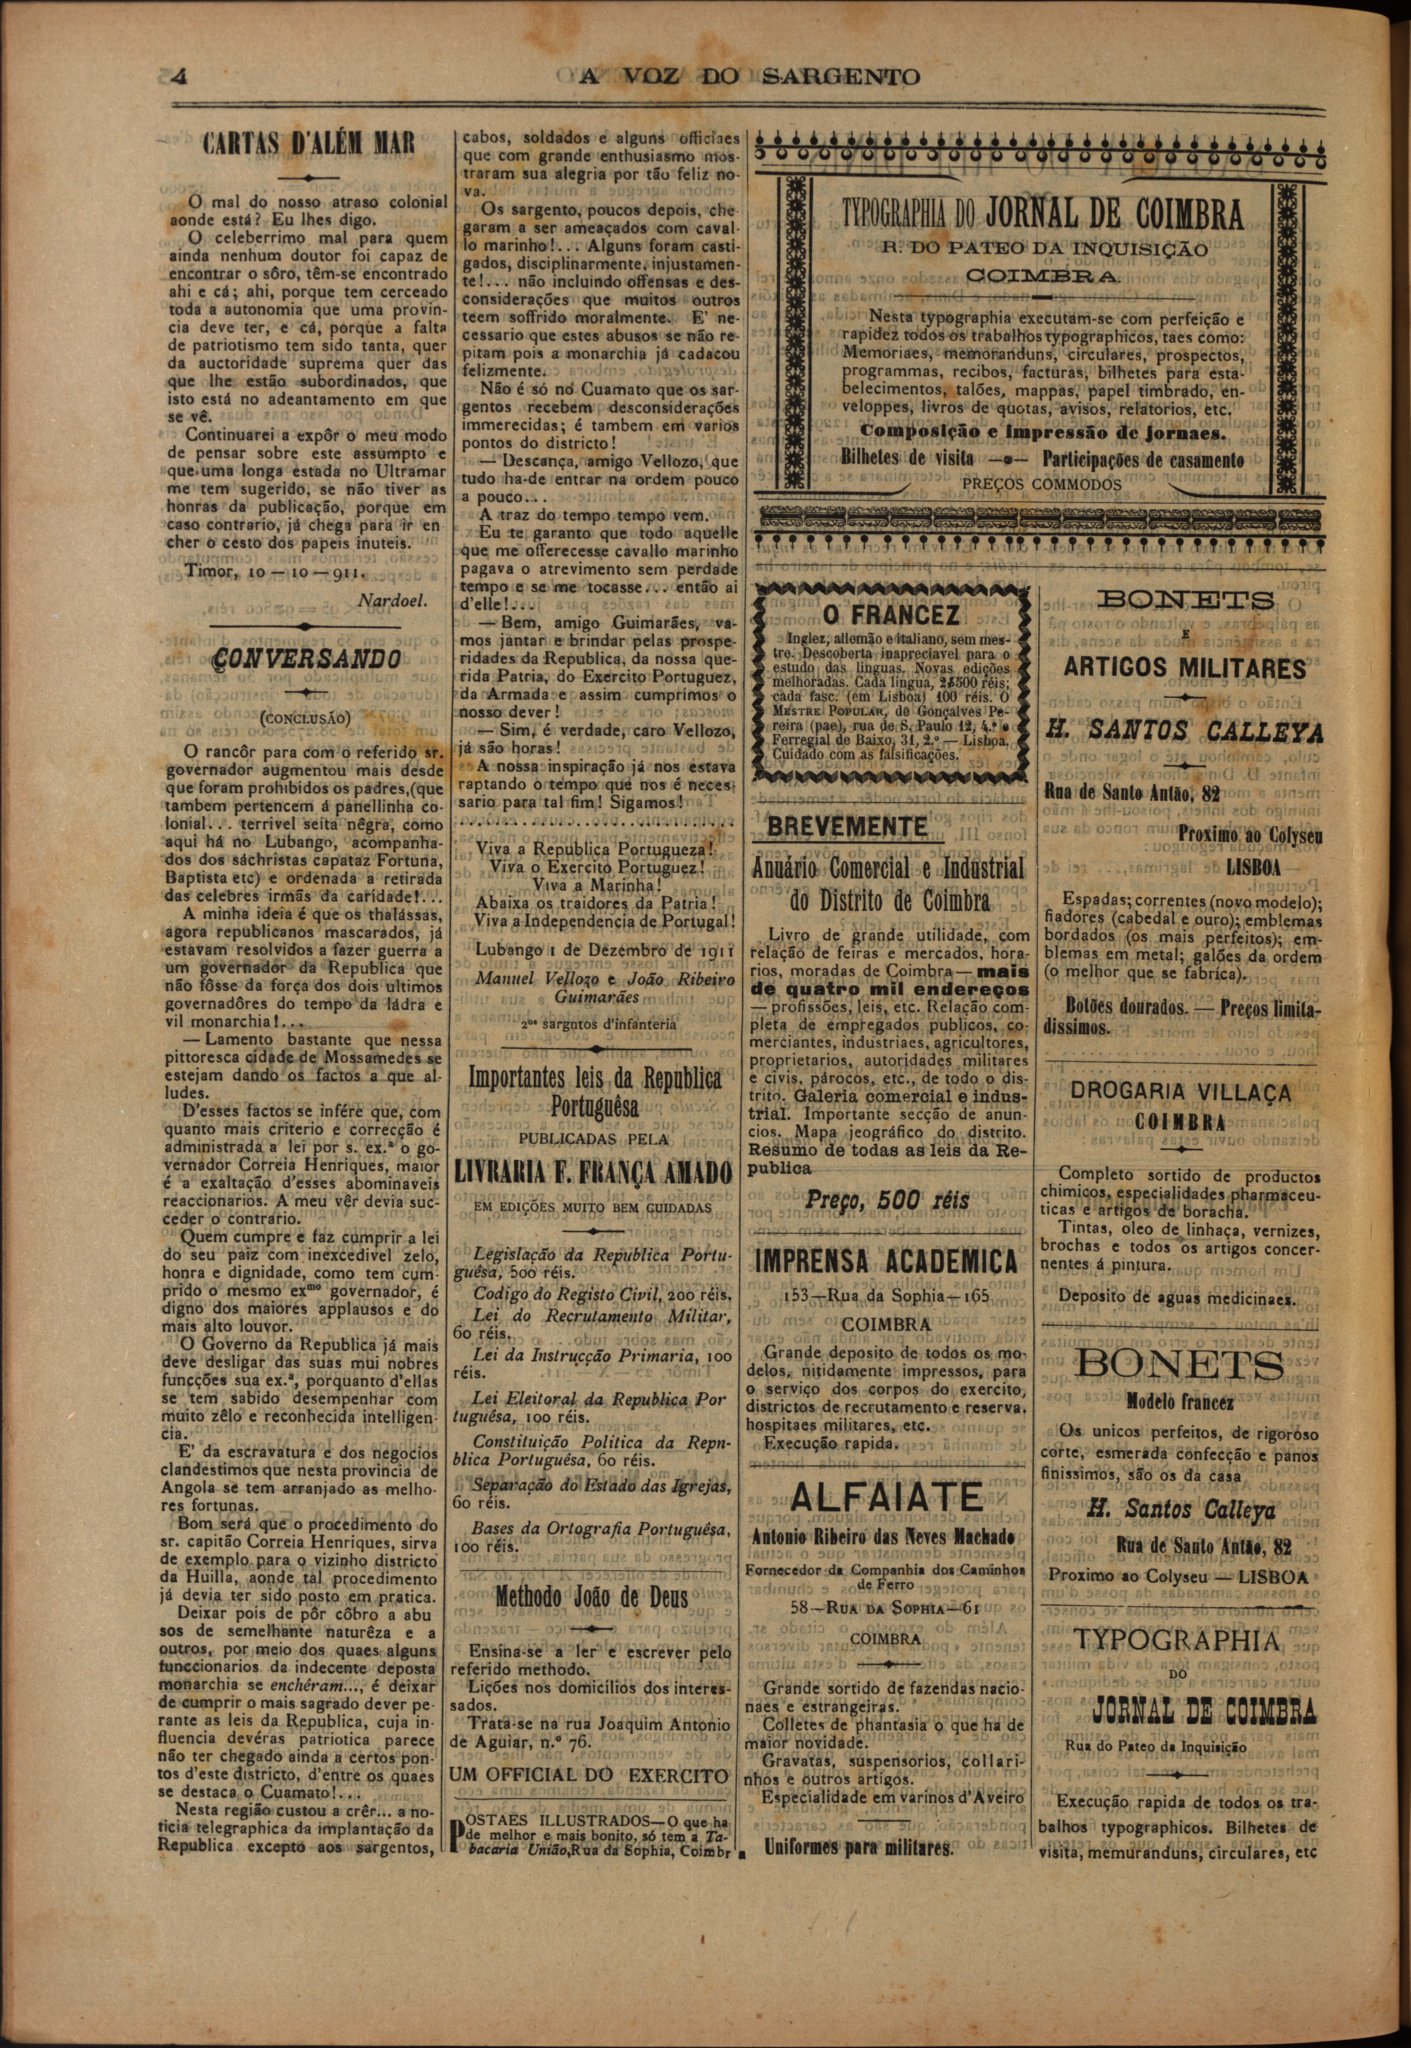 4
A VOZ DO SARGENTO
CARTAS D'ALÉM MAR
O mal do nosso atraso colonial
aonde está? Eu lhes digo.
O celeberrimo mal para quem
ainda nenhum doutor foi capaz de
encontrar o sôro, têm-se encontrado
ahi e cá; ahi, porque tem cerceado
toda a autonomia que uma provin-
cia deve ter, e cá, porque a falta
de patriotismo tem sido tanta, quer
da auctoridade suprema quer das
que lhe estão subordinados, que
isto está no adeantamento em que
se vê.
Continuarei a expôr o meu modo
de pensar sobre este assumpto e
que uma longa estada no Ultramar
me tem sugerido, se não tiver as
honras da publicação, porque em
caso contrario, já chega para ir en
cher o cesto dos papeis inuteis.
Timor, 10 — 10 — 911.
Nardoel.
CONVERSANDO
(CONCLUSÃO)
O rancôr para com o referido sr.
governador augmentou mais desde
que foram prohibidos os padres,(que
tambem pertencem á panellinha co-
lonial... terrivel seita nêgra, como
aqui há no Lubango, acompanha-
dos dos sáchristas capataz Fortuna,
Baptista etc) e ordenada a retirada
das celebres irmãs da caridade!...
A minha ideia é que os thalássas,
agora republicanos mascarados, já
estavam resolvidos a fazer guerra a
um governador da Republica que
não fôsse da força dos dois ultimos
governadôres do tempo da ládra e
vil monarchia!...
— Lamento bastante que nessa
pittoresca cidade de Mossamedes se
estejam dando os factos a que al-
ludes.
D'esses factos se infére que, com
quanto mais criterio e correcção é
administrada a lei por s. ex.ª o go-
vernador Correia Henriques, maior
é a exaltação d'esses abominaveis
reaccionarios. A meu vêr devia suc-
ceder o contrario.
Quem cumpre e faz cumprir a lei
do seu paiz com inexcedivel zelo,
honra e dignidade, como tem cum-
prido o mesmo exmo governador, é
digno dos maiores applausos e do
mais alto louvor.
O Governo da Republica já mais
deve desligar das suas mui nobres
funcções sua ex.ª, porquanto d'ellas
se tem sabido desempenhar com
muito zêlo e reconhecida intelligen-
cia.
E' da escravatura e dos negocios
clandestinos que nesta provincia de
Angola se tem arranjado as melho-
res fortunas.
Bom será que o procedimento do
sr. capitão Correia Henriques, sirva
de exemplo para o vizinho districto
da Huilla, aonde tal procedimento
já devia ter sido posto em pratica.
Deixar pois de pôr côbro a abu
sos de semelhante naturêza e a
outros, por meio dos quaes alguns
funccionarios da indecente deposta
monarchia se enchéram..., é deixar
de cumprir o mais sagrado dever pe-
rante as leis da Republica, cuja in-
fluencia devéras patriotica parece
não ter chegado ainda a certos pon-
tos d'este districto, d'entre os quaes
se destaca o Cuamato!...
Nesta região custou a crêr... a no-
ticia telegraphica da implantação da
Republica excepto aos sargentos,
cabos, soldados e alguns officiaes
que com grande enthusiasmo mos-
traram sua alegria por tão feliz no-
va.
Os sargento, poucos depois, che-
garam a ser ameaçados com caval-
lo marinho!... Alguns foram casti-
gados, disciplinarmente, injustamen-
te!... não incluindo offensas e des-
considerações que muitos outros
teem soffrido moralmente. E' ne-
cessario que estes abusos se não re-
pitam pois a monarchia já cadacou
felizmente.
Não é só no Cuamato que os sar-
gentos recebem desconsiderações
immerecidas; é tambem em varios
pontos do districto!
— Descança, amigo Vellozo, que
tudo ha-de entrar na ordem pouco
a pouco...
A traz do tempo tempo vem.
Eu te garanto que todo aquelle
que me offerecesse cavallo marinho
pagava o atrevimento sem perdade
tempo e se me tocasse... então ai
d'elle!...
— Bem, amigo Guimarães, va-
mos jantar e brindar pelas prospe-
ridades da Republica, da nossa que-
rida Patria, do Exercito Portuguez,
da Armada e assim cumprimos o
nosso dever!
— Sim, é verdade, caro Vellozo,
já são horas!
A nossa inspiração já nos estava
raptando o tempo que nos é neces-
sario para tal fim! Sigamos!
Viva a Republica Portugueza!
Viva o Exercito Portuguez!
Viva a Marinha!
Abaixa os traidores da Patria!
Viva a Independencia de Portugal!
Lubango 1 de Dezembro de 1911
Manuel Vellozo e João Ribeiro
Guimarães
2os sargntos d'infanteria
Importantes leis da Republica
Portuguêsa
PUBLICADAS PELA
LIVRARIA F. FRANÇA AMADO
EM EDIÇÕES MUITO BEM CUIDADAS
Legislação da Republica Portu-
guêsa, 500 réis.
Codigo do Registo Civil, 200 réis.
Lei do Recrutamento Militar,
60 réis.
Lei da Instrucção Primaria, 100
réis.
Lei Eleitoral da Republica Por
tuguêsa, 100 réis.
Constituição Politica da Repn-
blica Portuguêsa, 60 réis.
Separação do Estado das Igrejas,
60 réis.
Bases da Ortografia Portuguêsa,
100 réis.
Methodo João de Deus
Ensina-se a ler e escrever pelo
referido methodo.
Lições nos domicilios dos interes-
sados.
Trata-se na rua Joaquim Antonio
de Aguiar, n.º 76.
UM OFFICIAL DO EXERCITO
POSTAES ILLUSTRADOS—O que ha
de melhor e mais bonito, só tem a Ta-
bacaria União,Rua da Sophia, Coimbr a
TYPOGRAPHIA DO JORNAL DE COIMBRA
R. DO PATEO DA INQUISIÇÃO
COIMBRA
Nesta typographia executam-se com perfeição e
rapidez todos os trabalhos typographicos, taes como:
Memoriaes, memoranduns, circulares, prospectos,
programmas, recibos, facturas, bilhetes para esta-
belecimentos, talões, mappas, papel timbrado, en-
veloppes, livros de quotas, avisos, relatorios, etc.
Composição e impressão de jornaes.
Bilhetes de visita — Participações de casamento
PREÇOS COMMODOS
O FRANCEZ
Inglez, allemão e italiano, sem mes-
tre. Descoberta inapreciavel para o
estudo das linguas. Novas edições
melhoradas. Cada lingua, 2$500 réis;
cada fasc. (em Lisboa) 100 réis. O
MESTRE POPULAR, de Gonçalves Pe-
reira (pae), rua de S. Paulo 12, 4.º e
Ferregial de Baixo, 31, 2.º — Lisboa.
Cuidado com as falsificações.
BREVEMENTE
Anuário Comercial e Industrial
do Distrito de Coimbra
Livro de grande utilidade, com
relação de feiras e mercados, hora-
rios, moradas de Coimbra — mais
de quatro mil endereços
— profissões, leis, etc. Relação com-
pleta de empregados publicos, co-
merciantes, industriaes, agricultores,
proprietarios, autoridades militares
e civis, párocos, etc., de todo o dis-
trito. Galeria comercial e indus-
trial. Importante secção de anun-
cios. Mapa jeográfico do distrito.
Resumo de todas as leis da Re-
publica
Preço, 500 réis
IMPRENSA ACADEMICA
153—Rua da Sophia—165
COIMBRA
Grande deposito de todos os mo-
delos, nitidamente impressos, para
o serviço dos corpos do exercito,
districtos de recrutamento e reserva,
hospitaes militares, etc.
Execução rapida.
ALFAIATE
Antonio Ribeiro das Neves Machado
Fornecedor da Companhia dos Caminhos
de Ferro
58—RUA DA SOPHIA—61
COIMBRA
Grande sortido de fazendas nacio-
naes e estrangeiras.
Colletes de phantasia o que ha de
maior novidade.
Gravatas, suspensorios, collari-
nhos e outros artigos.
Especialidade em varinos d'Aveiro
Uniformes para militares.
BONETS
E
ARTIGOS MILITARES
H. SANTOS CALLEYA
Rua de Santo Antão, 82
Proximo ao Colyseu
LISBOA
Espadas; correntes (novo modelo);
fiadores (cabedal e ouro); emblemas
bordados (os mais perfeitos); em-
blemas em metal; galões da ordem
(o melhor que se fabrica).
Botões dourados. — Preços limita-
dissimos.
DROGARIA VILLAÇA
COIMBRA
Completo sortido de productos
chimicos, especialidades pharmaceu-
ticas e artigos de boracha.
Tintas, oleo de linhaça, vernizes,
brochas e todos os artigos concer-
nentes á pintura.
Deposito de aguas medicinaes.
BONETS
Modelo francez
Os unicos perfeitos, de rigoroso
corte, esmerada confecção e panos
finissimos, são os da casa
H. Santos Calleya
Rua de Santo Antão, 82
Proximo ao Colyseu — LISBOA
TYPOGRAPHIA
DO
JORNAL DE COIMBRA
Rua do Pateo da Inquisição
Execução rapida de todos os tra-
balhos typographicos. Bilhetes de
visita, memuranduns, circulares, etc